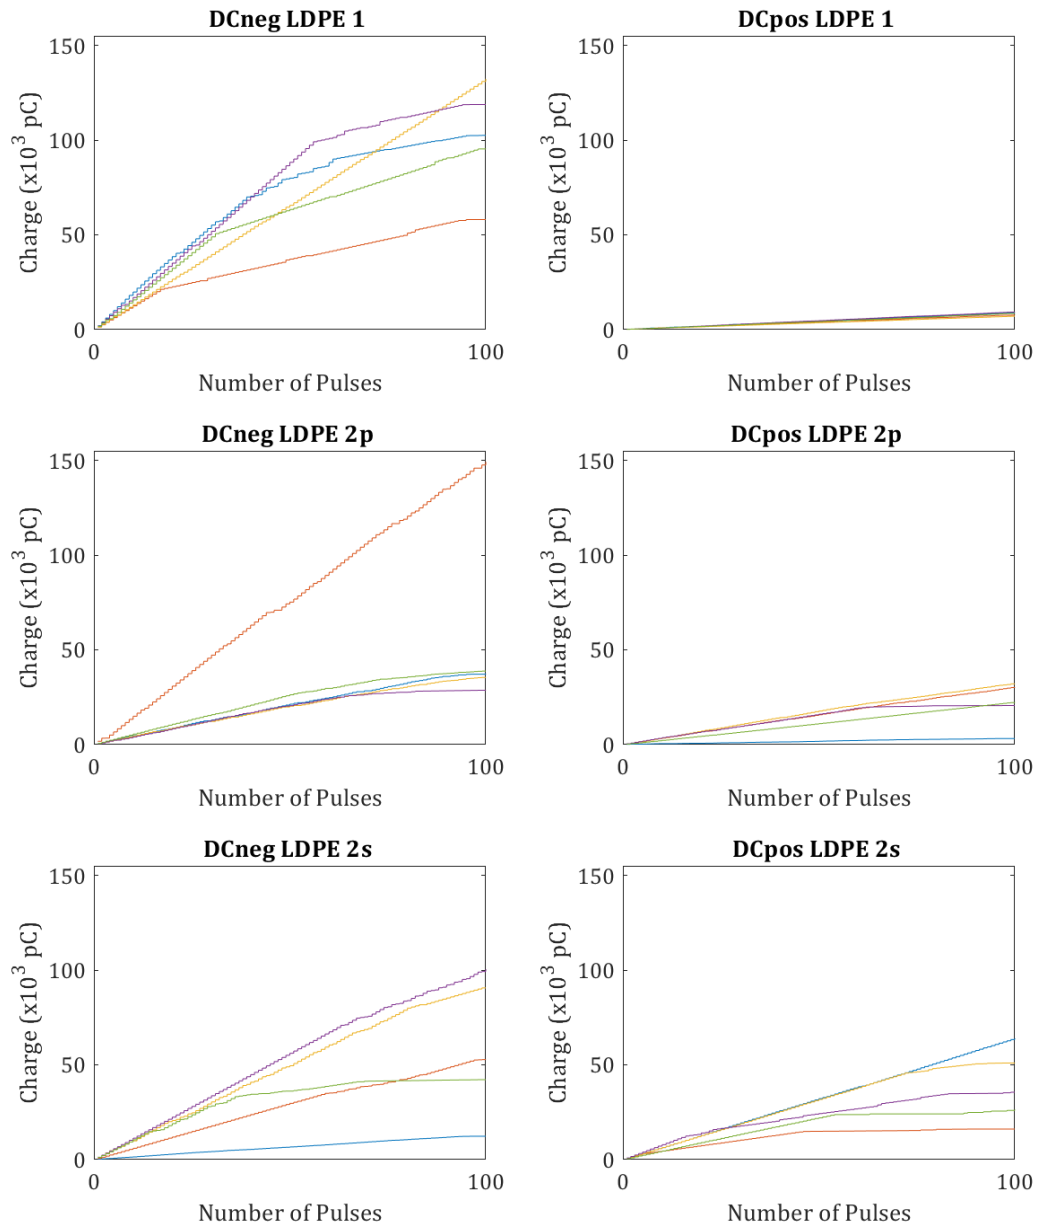 DCneg LDPE 1
150
100
50
0
Charge (x10³ pC)
0
100
Number of Pulses
DCpos LDPE 1
150
100
50
0
Charge (x10³ pC)
0
100
Number of Pulses
DCneg LDPE 2p
150
100
50
0
Charge (x10³ pC)
0
100
Number of Pulses
DCpos LDPE 2p
150
100
50
0
Charge (x10³ pC)
0
100
Number of Pulses
DCneg LDPE 2s
150
100
50
0
Charge (x10³ pC)
0
100
Number of Pulses
DCpos LDPE 2s
150
100
50
0
Charge (x10³ pC)
0
100
Number of Pulses